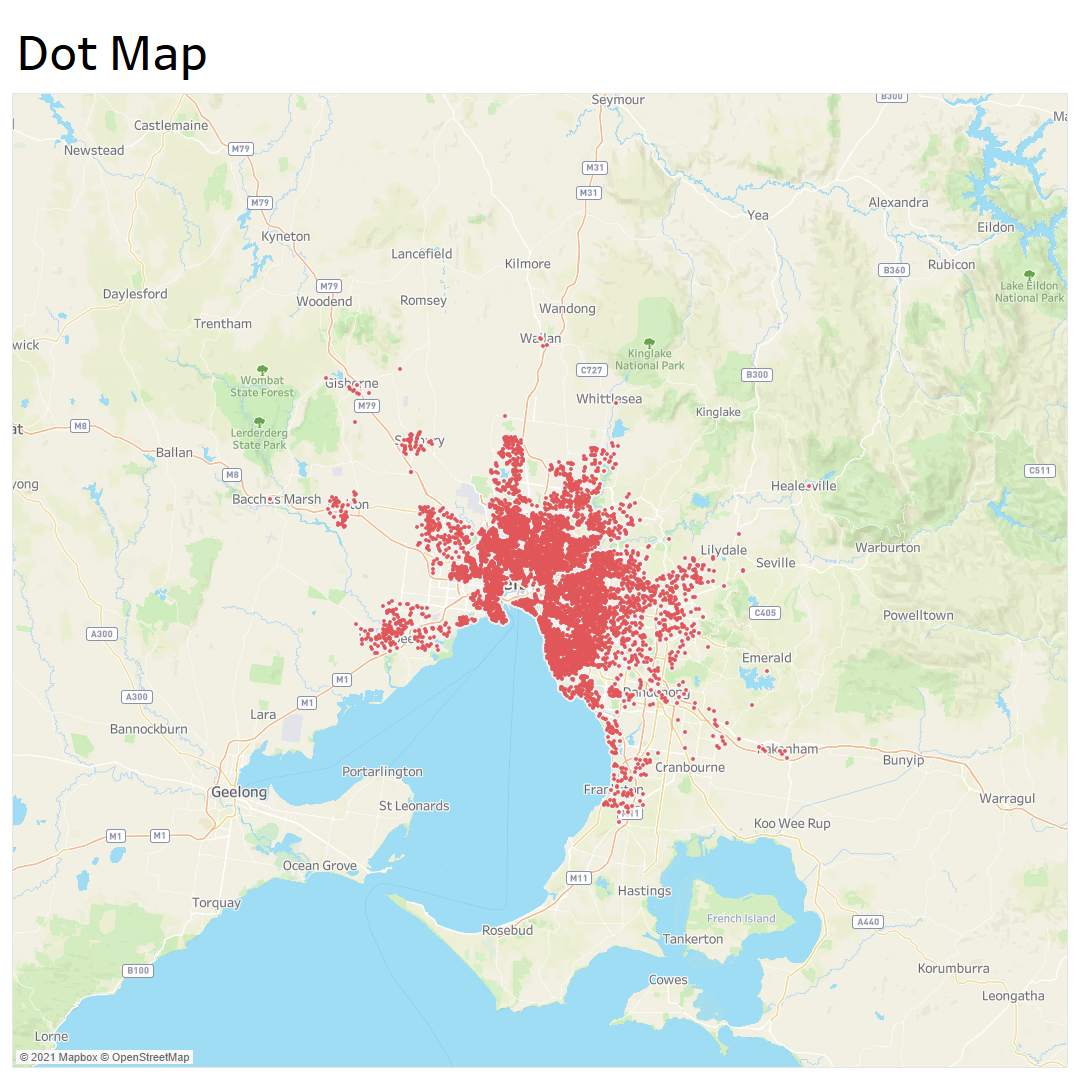 Dot Map
Seymour
B300
Castlemaine
Newstead
M79
M31
M31
M79
Yea
Alexandra
Eildon
Kyneton
Lancefield
Kilmore
B360
Rubicon
M79
Lake Eildon
National Park
Daylesford
Woodend
Romsey
Wandong
Trentham
Wallan
wick
Kinglake
National Park
C727
B300
Wombat
State Forest
Gisborne
M79
Whittlesea
Kinglake
M8
at
Lerderderg
State Park
Ballan
M8
C511
yong
Bacchus Marsh
ton
Healesville
Lilydale
Warburton
Seville
C405
Powelltown
A300
Emerald
M1
Dandenong
A300
M1
Lara
Bannockburn
Pakenham
Bunyip
Portarlington
Cranbourne
Geelong
Frankston
St Leonards
Warragul
M11
Koo Wee Rup
M1
M1
Ocean Grove
M11
Hastings
Torquay
French Island
A440
Rosebud
Tankerton
B100
Cowes
Korumburra
Leongatha
Lorne
© 2021 Mapbox © OpenStreetMap